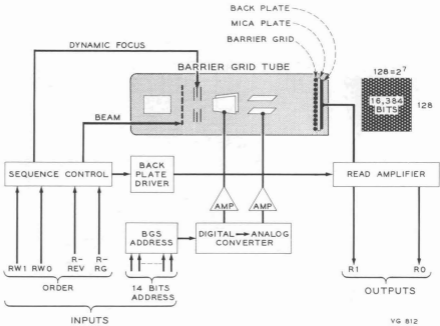 BACK PLATE
MICA PLATE
BARRIER GRID
DYNAMIC FOCUS
BARRIER GRID TUBE
128=2⁷
16,384
BITS
128
BEAM
SEQUENCE CONTROL
BACK
PLATE
DRIVER
READ AMPLIFIER
AMP
AMP
BGS
ADDRESS
DIGITAL → ANALOG
CONVERTER
RW1
RW0
R-
REV
R-
RG
R1
R0
ORDER
14 BITS
ADDRESS
OUTPUTS
INPUTS
VG 812